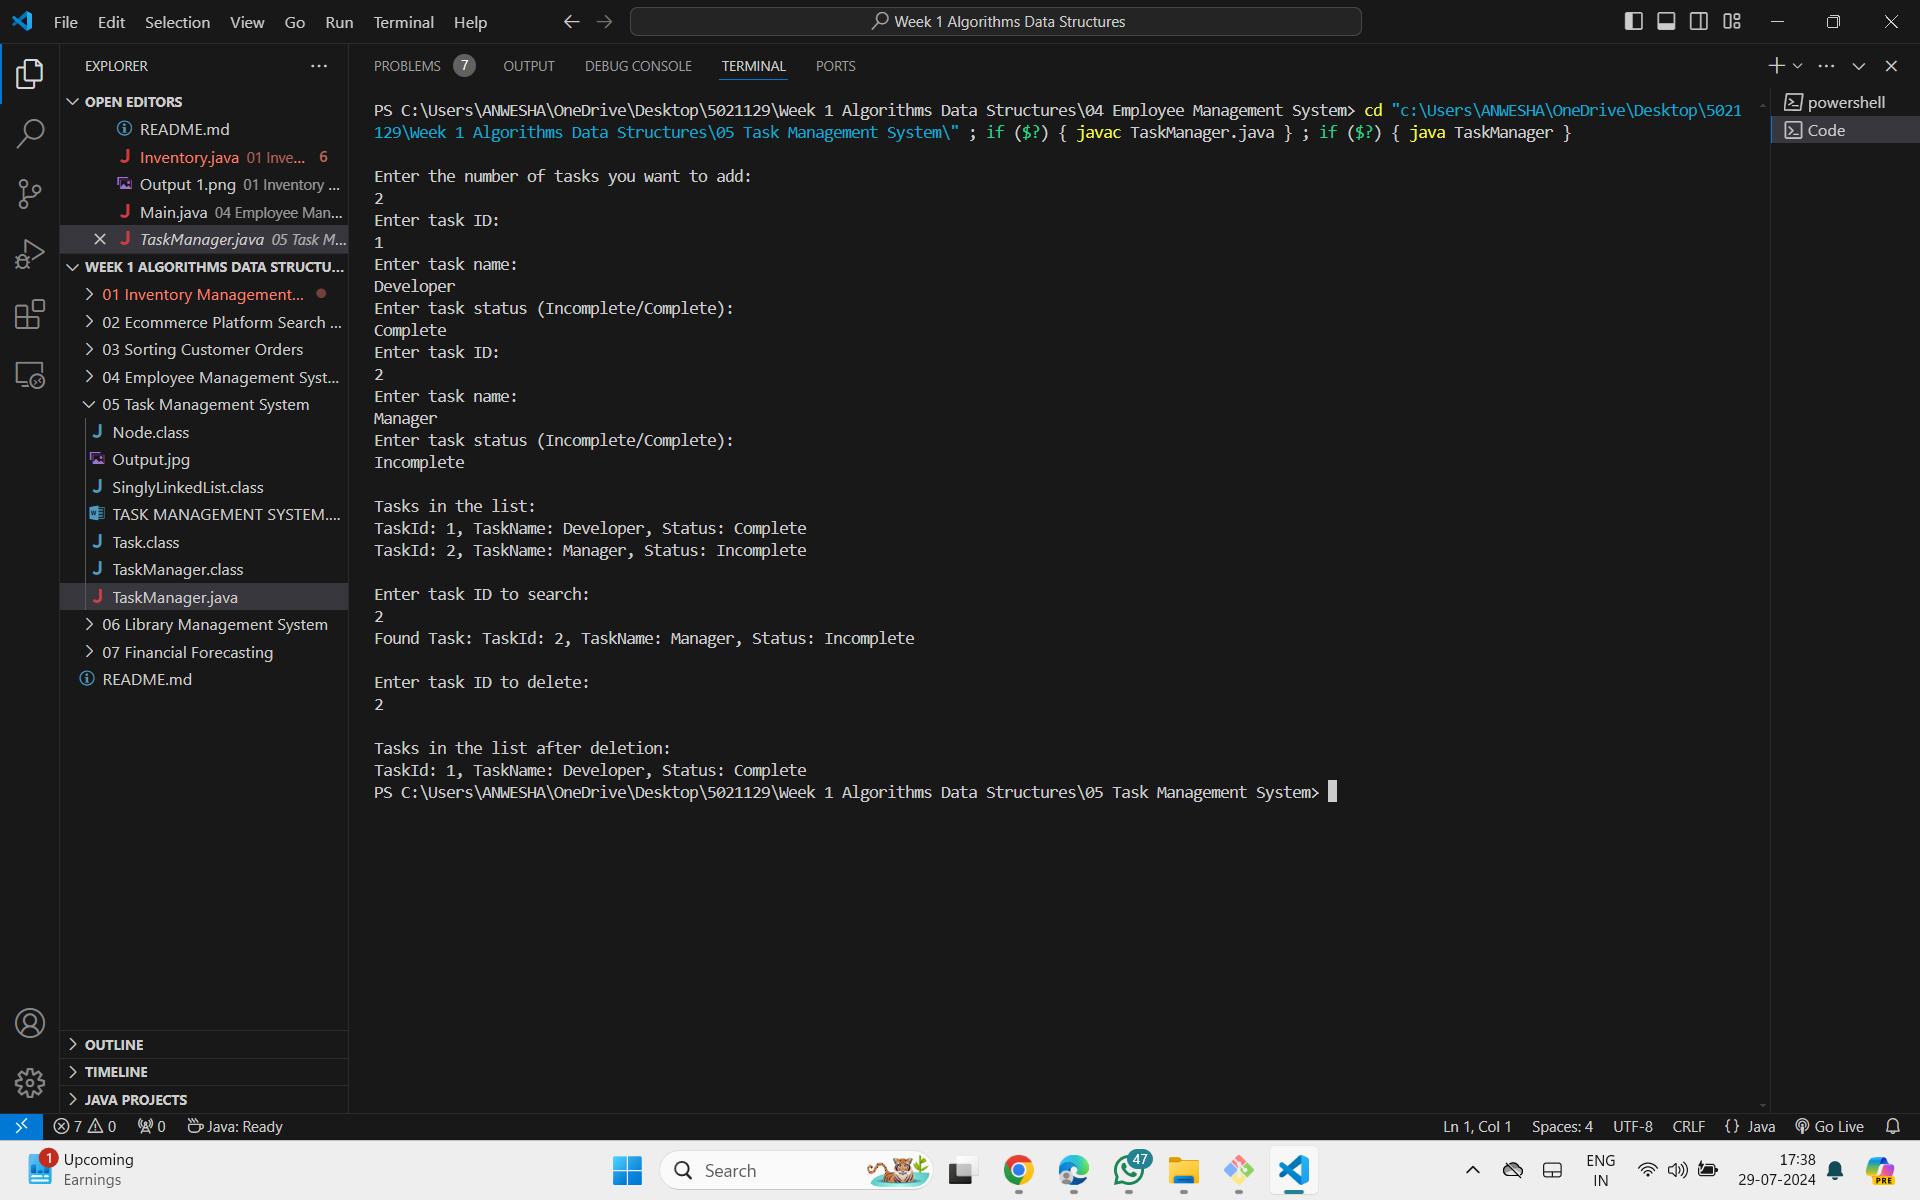 File Edit Selection View Go Run Terminal Help
Week 1 Algorithms Data Structures
EXPLORER
OPEN EDITORS
README.md
Inventory.java 01 Inve... 6
Output 1.png 01 Inventory ...
Main.java 04 Employee Man...
TaskManager.java 05 Task M...
WEEK 1 ALGORITHMS DATA STRUCTU...
01 Inventory Management...
02 Ecommerce Platform Search ...
03 Sorting Customer Orders
04 Employee Management Syst...
05 Task Management System
Node.class
Output.jpg
SinglyLinkedList.class
TASK MANAGEMENT SYSTEM....
Task.class
TaskManager.class
TaskManager.java
06 Library Management System
07 Financial Forecasting
README.md
OUTLINE
TIMELINE
JAVA PROJECTS
PROBLEMS 7 OUTPUT DEBUG CONSOLE TERMINAL PORTS
PS C:\Users\ANWESHA\OneDrive\Desktop\5021129\Week 1 Algorithms Data Structures\04 Employee Management System> cd "c:\Users\ANWESHA\OneDrive\Desktop\5021
129\Week 1 Algorithms Data Structures\05 Task Management System\" ; if ($?) { javac TaskManager.java } ; if ($?) { java TaskManager }
Enter the number of tasks you want to add:
2
Enter task ID:
1
Enter task name:
Developer
Enter task status (Incomplete/Complete):
Complete
Enter task ID:
2
Enter task name:
Manager
Enter task status (Incomplete/Complete):
Incomplete
Tasks in the list:
TaskId: 1, TaskName: Developer, Status: Complete
TaskId: 2, TaskName: Manager, Status: Incomplete
Enter task ID to search:
2
Found Task: TaskId: 2, TaskName: Manager, Status: Incomplete
Enter task ID to delete:
2
Tasks in the list after deletion:
TaskId: 1, TaskName: Developer, Status: Complete
PS C:\Users\ANWESHA\OneDrive\Desktop\5021129\Week 1 Algorithms Data Structures\05 Task Management System>
powershell
Code
7 0 0 Java: Ready
Ln 1, Col 1 Spaces: 4 UTF-8 CRLF {} Java Go Live
1 Upcoming
Earnings
Search
47
ENG
IN
17:38
29-07-2024
PRE